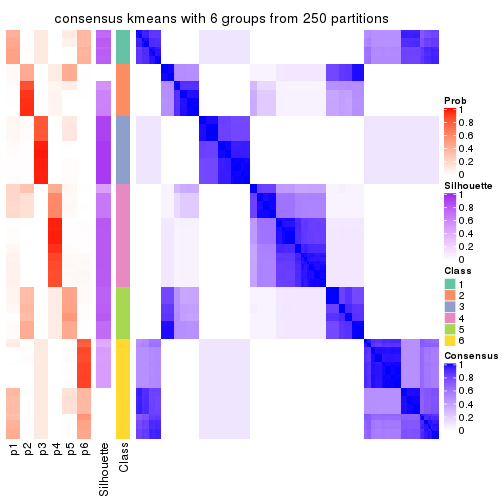 consensus kmeans with 6 groups from 250 partitions
Prob
1
0.8
0.6
0.4
0.2
0
Silhouette
1
0.8
0.6
0.4
0.2
0
Class
1
2
3
4
5
6
Consensus
1
0.8
0.6
0.4
0.2
0
p1
p2
p3
p4
p5
p6
Silhouette
Class